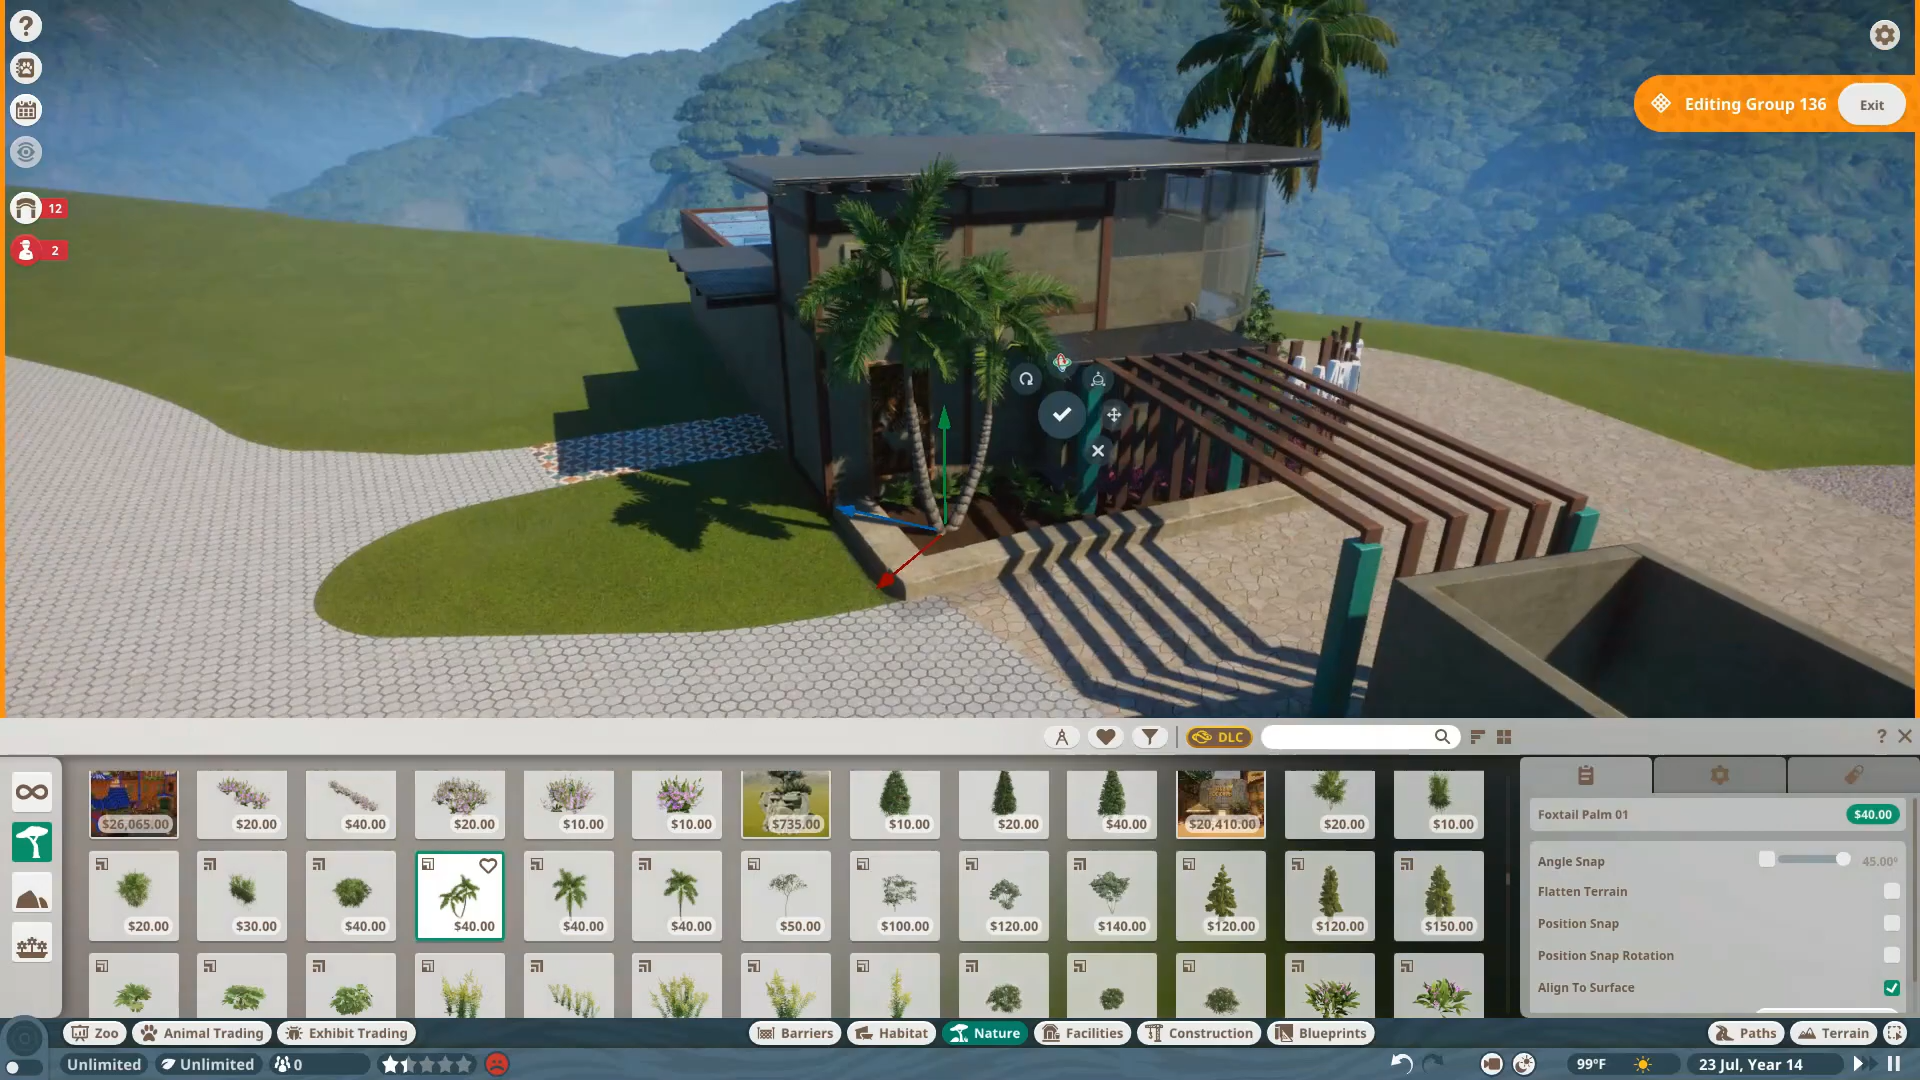 ?
12
2
Editing Group 136
Exit
DLC
?
$26,065.00
$20.00
$40.00
$20.00
$10.00
$10.00
$735.00
$10.00
$20.00
$40.00
$20,410.00
$20.00
$10.00
$20.00
$30.00
$40.00
$40.00
$40.00
$40.00
$50.00
$100.00
$120.00
$140.00
$120.00
$120.00
$150.00
Foxtail Palm 01
$40.00
Angle Snap
45.00°
Flatten Terrain
Position Snap
Position Snap Rotation
Align To Surface
Zoo
Animal Trading
Exhibit Trading
Barriers
Habitat
Nature
Facilities
Construction
Blueprints
Paths
Terrain
Unlimited
Unlimited
0
99°F
23 Jul, Year 14